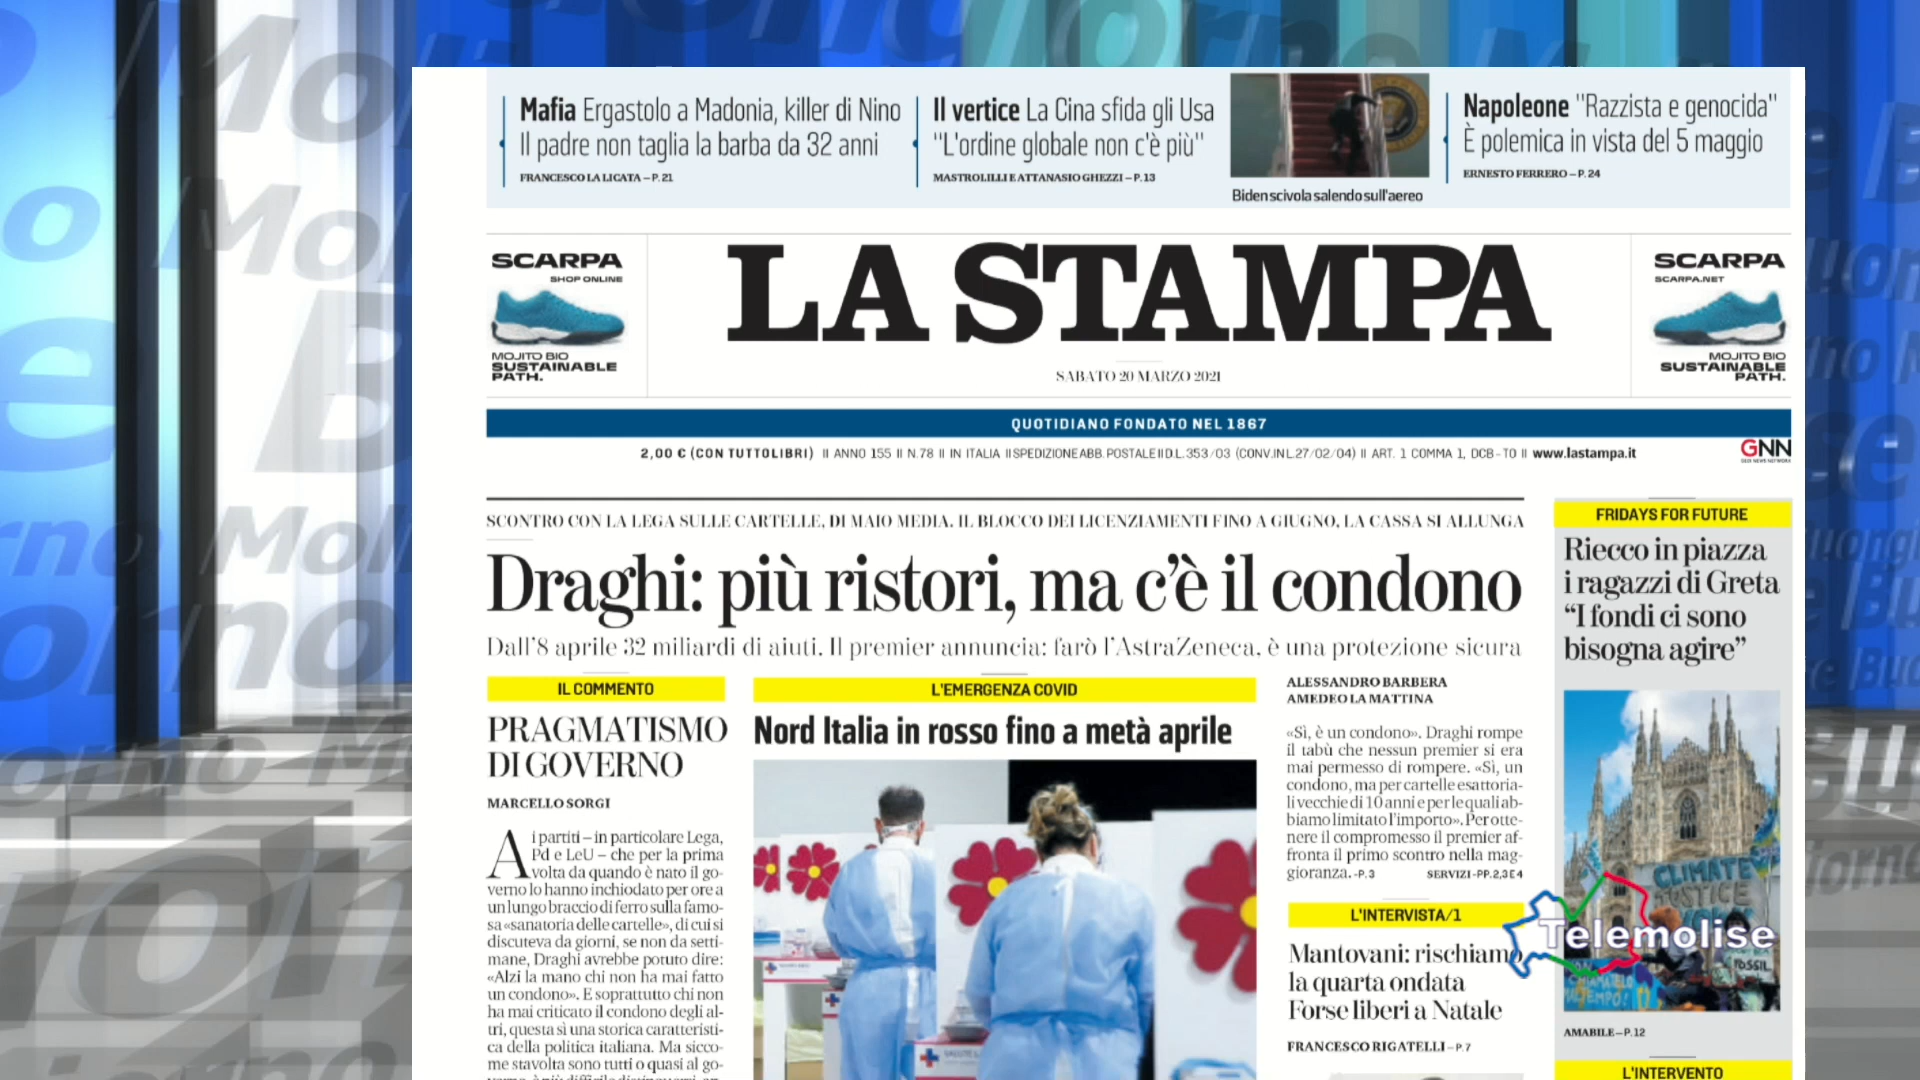 Mafia Ergastolo a Madonia, killer di Nino
Il padre non taglia la barba da 32 anni
FRANCESCO LA LICATA – P. 21
Il vertice La Cina sfida gli Usa
"L'ordine globale non c'è più"
MASTROLILLI E ATTANASIO GHEZZI – P. 13
Biden scivola salendo sull'aereo
Napoleone "Razzista e genocida"
È polemica in vista del 5 maggio
ERNESTO FERRERO – P. 24
SCARPA
SHOP ONLINE
MOJITO BIO
SUSTAINABLE
PATH.
LA STAMPA
SABATO 20 MARZO 2021
SCARPA
SCARPA.NET
MOJITO BIO
SUSTAINABLE
PATH.
QUOTIDIANO FONDATO NEL 1867
2,00 € (CON TUTTOLIBRI) II ANNO 155 II N.78 II IN ITALIA II SPEDIZIONE ABB. POSTALE II D.L. 353/03 (CONV. IN L. 27/02/04) II ART. 1 COMMA 1, DCB - TO II www.lastampa.it
GNN
SCONTRO CON LA LEGA SULLE CARTELLE, DI MAIO MEDIA. IL BLOCCO DEI LICENZIAMENTI FINO A GIUGNO, LA CASSA SI ALLUNGA
Draghi: più ristori, ma c'è il condono
Dall'8 aprile 32 miliardi di aiuti. Il premier annuncia: farò l'AstraZeneca, è una protezione sicura
IL COMMENTO
PRAGMATISMO
DI GOVERNO
MARCELLO SORGI
Ai partiti – in particolare Lega,
Pd e LeU – che per la prima
volta da quando è nato il go-
verno lo hanno inchiodato per ore a
un lungo braccio di ferro sulla famo-
sa «sanatoria delle cartelle», di cui si
discuteva da giorni, se non da setti-
mane, Draghi avrebbe potuto dire:
«Alzi la mano chi non ha mai fatto
un condono». E soprattutto chi non
ha mai criticato il condono degli al-
tri, questa sì una storica caratteristi-
ca della politica italiana. Ma sicco-
me stavolta sono tutti o quasi al go-
L'EMERGENZA COVID
Nord Italia in rosso fino a metà aprile
ALESSANDRO BARBERA
AMEDEO LA MATTINA
«Sì, è un condono». Draghi rompe
il tabù che nessun premier si era
mai permesso di rompere. «Sì, un
condono, ma per cartelle esattoria-
li vecchie di 10 anni e per le quali ab-
biamo limitato l'importo». Per otte-
nere il compromesso il premier af-
fronta il primo scontro nella mag-
gioranza. - P. 3 SERVIZI - PP. 2, 3 E 4
L'INTERVISTA/1
Mantovani: rischiamo
la quarta ondata
Forse liberi a Natale
FRANCESCO RIGATELLI – P. 7
FRIDAYS FOR FUTURE
Riecco in piazza
i ragazzi di Greta
“I fondi ci sono
bisogna agire”
CLIMATE
JUSTICE
NOW
FOSSIL
Telemolise
AMABILE – P. 12
L'INTERVENTO